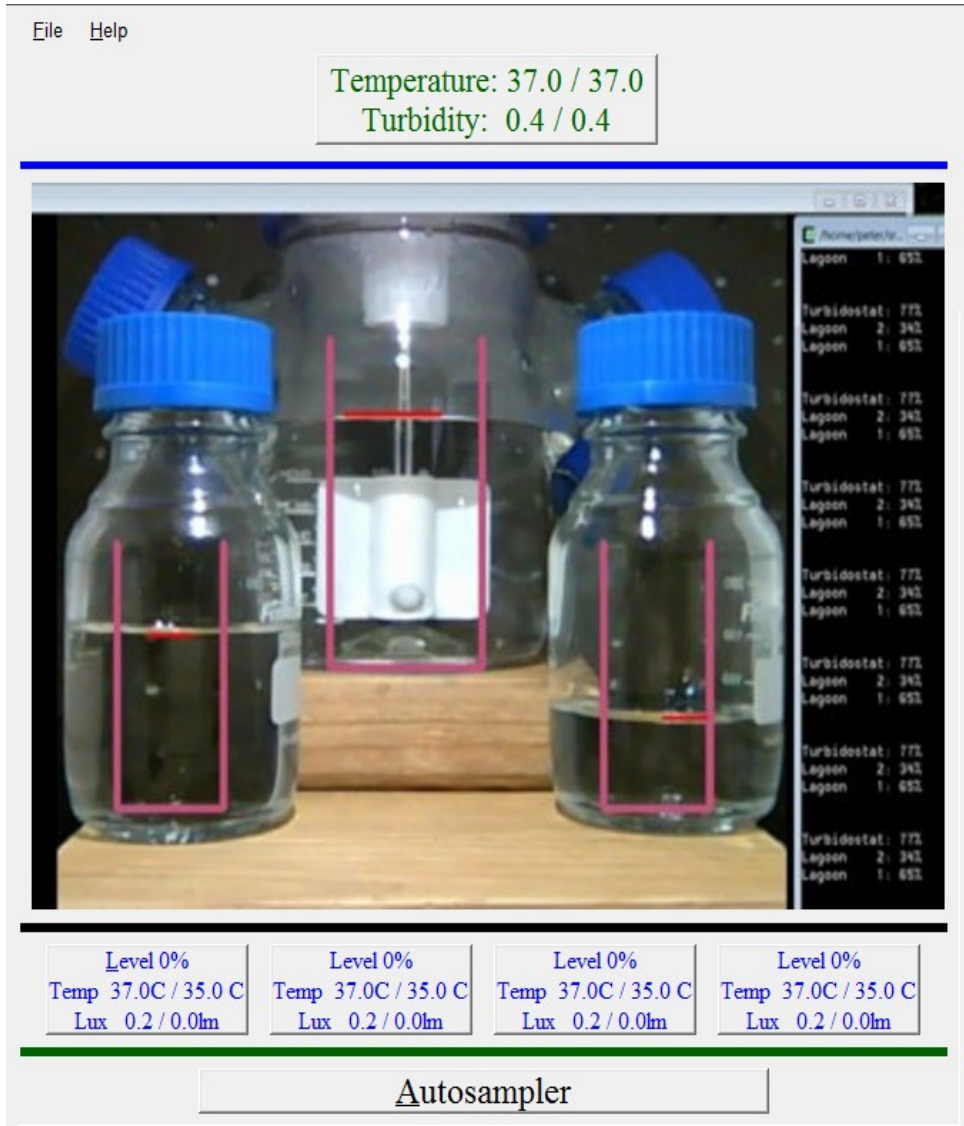 File Help
Temperature: 37.0 / 37.0
Turbidity: 0.4 / 0.4
Lagoon 1: 65%
Turbidostat: 77%
Lagoon 2: 34%
Lagoon 1: 65%
Turbidostat: 77%
Lagoon 2: 34%
Lagoon 1: 65%
Turbidostat: 77%
Lagoon 2: 34%
Lagoon 1: 65%
Turbidostat: 77%
Lagoon 2: 34%
Lagoon 1: 65%
Turbidostat: 77%
Lagoon 2: 34%
Lagoon 1: 65%
Turbidostat: 77%
Lagoon 2: 34%
Lagoon 1: 65%
Turbidostat: 77%
Lagoon 2: 34%
Lagoon 1: 65%
Level 0%
Temp 37.0C / 35.0 C
Lux 0.2 / 0.0lm
Level 0%
Temp 37.0C / 35.0 C
Lux 0.2 / 0.0lm
Level 0%
Temp 37.0C / 35.0 C
Lux 0.2 / 0.0lm
Level 0%
Temp 37.0C / 35.0 C
Lux 0.2 / 0.0lm
Autosampler